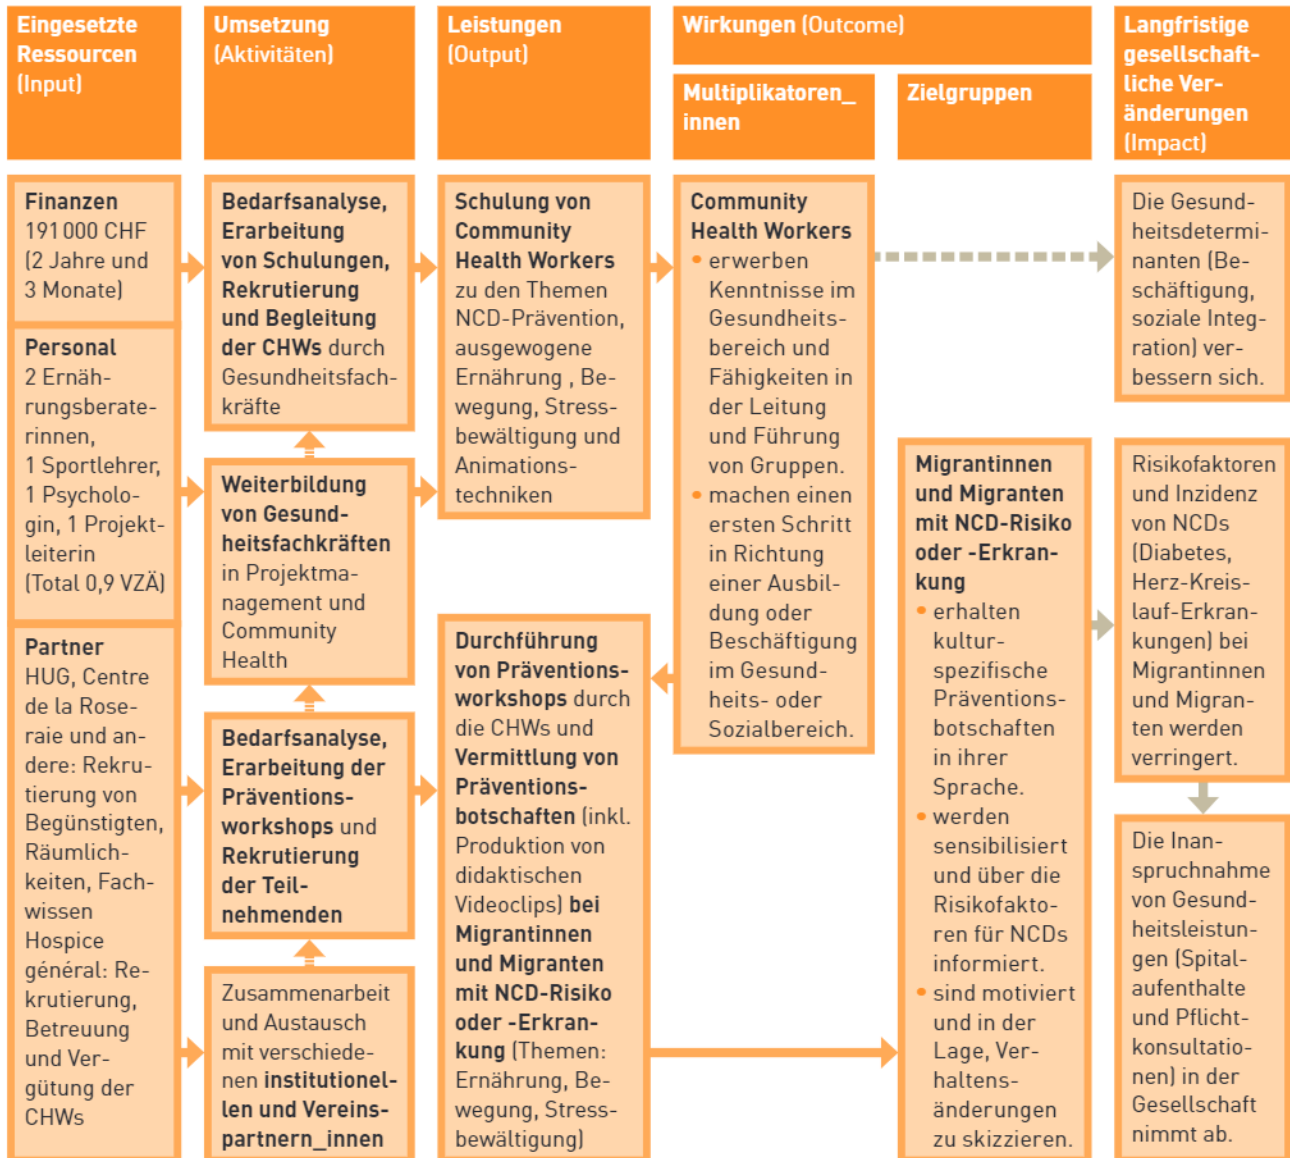 Eingesetzte
Ressourcen
(Input)
Umsetzung
(Aktivitäten)
Leistungen
(Output)
Wirkungen (Outcome)
Multiplikatoren_
innen
Zielgruppen
Langfristige
gesellschaft-
liche Ver-
änderungen
(Impact)
Finanzen
191 000 CHF
(2 Jahre und
3 Monate)
Personal
2 Ernäh-
rungsberate-
rinnen,
1 Sportlehrer,
1 Psycholo-
gin, 1 Projekt-
leiterin
(Total 0,9 VZÄ)
Partner
HUG, Centre
de la Rose-
raie und an-
dere: Rekru-
tierung von
Begünstigten,
Räumlich-
keiten, Fach-
wissen
Hospice
général: Re-
krutierung,
Betreuung
und Ver-
gütung der
CHWs
Bedarfsanalyse,
Erarbeitung
von Schulungen,
Rekrutierung
und Begleitung
der CHWs durch
Gesundheitsfach-
kräfte
Weiterbildung
von Gesund-
heitsfachkräften
in Projektma-
nagement und
Community
Health
Bedarfsanalyse,
Erarbeitung der
Präventions-
workshops und
Rekrutierung
der Teil-
nehmenden
Zusammenarbeit
und Austausch
mit verschiede-
nen institutionel-
len und Vereins-
partnern_innen
Schulung von
Community
Health Workers
zu den Themen
NCD-Prävention,
ausgewogene
Ernährung , Be-
wegung, Stress-
bewältigung und
Animations-
techniken
Durchführung
von Präventions-
workshops durch
die CHWs und
Vermittlung von
Präventions-
botschaften (inkl.
Produktion von
didaktischen
Videoclips) bei
Migrantinnen
und Migranten
mit NCD-Risiko
oder -Erkran-
kung (Themen:
Ernährung, Be-
wegung, Stress-
bewältigung)
Community
Health Workers
• erwerben
Kenntnisse im
Gesundheits-
bereich und
Fähigkeiten in
der Leitung
und Führung
von Gruppen.
• machen einen
ersten Schritt
in Richtung
einer Ausbil-
dung oder
Beschäftigung
im Gesund-
heits- oder
Sozialbereich.
Migrantinnen
und Migranten
mit NCD-Risiko
oder -Erkran-
kung
• erhalten
kultur-
spezifische
Präventions-
botschaften
in ihrer
Sprache.
• werden
sensibilisiert
und über die
Risikofakto-
ren für NCDs
informiert.
• sind motiviert
und in der
Lage, Ver-
haltens-
änderungen
zu skizzieren.
Die Gesund-
heitsdetermi-
nanten (Be-
schäftigung,
soziale Integ-
ration) ver-
bessern sich.
Risikofaktoren
und Inzidenz
von NCDs
(Diabetes,
Herz-Kreis-
lauf-Erkran-
kungen) bei
Migrantinnen
und Migran-
ten werden
verringert.
Die Inan-
spruchnahme
von Gesund-
heitsleistun-
gen (Spital-
aufenthalte
und Pflicht-
konsultatio-
nen) in der
Gesellschaft
nimmt ab.